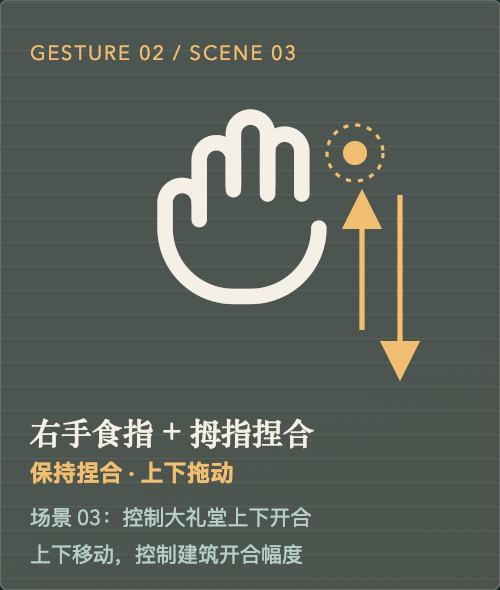 GESTURE 02 / SCENE 03
右手食指 + 拇指捏合
保持捏合 · 上下拖动
场景 03：控制大礼堂上下开合
上下移动，控制建筑开合幅度